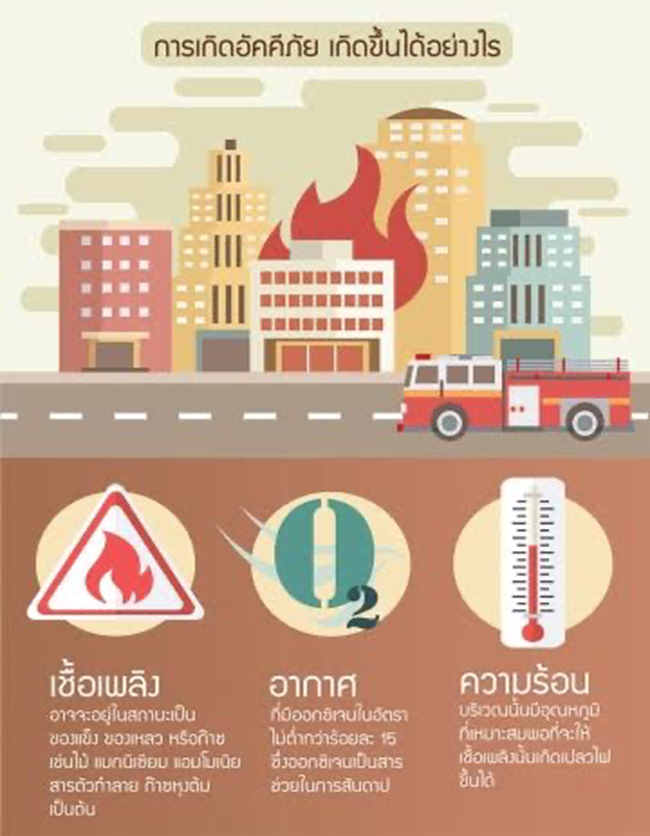 การเกิดอัคคีภัย เกิดขึ้นได้อย่างไร
O2
เชื้อเพลิง
อาจจะอยู่ในสถานะเป็น
ของแข็ง ของเหลว หรือก๊าซ
เช่นไม้ แมกนีเซียม แอมโมเนีย
สารตัวทำลาย ก๊าซหุงต้ม
เป็นต้น
อากาศ
ที่มีออกซิเจนในอัตรา
ไม่ต่ำกว่าร้อยละ 15
ซึ่งออกซิเจนเป็นสาร
ช่วยในการสันดาป
ความร้อน
บริเวณนั้นมีอุณหภูมิ
ที่เหมาะสมพอที่จะให้
เชื้อเพลิงนั้นเกิดเปลวไฟ
ขึ้นได้